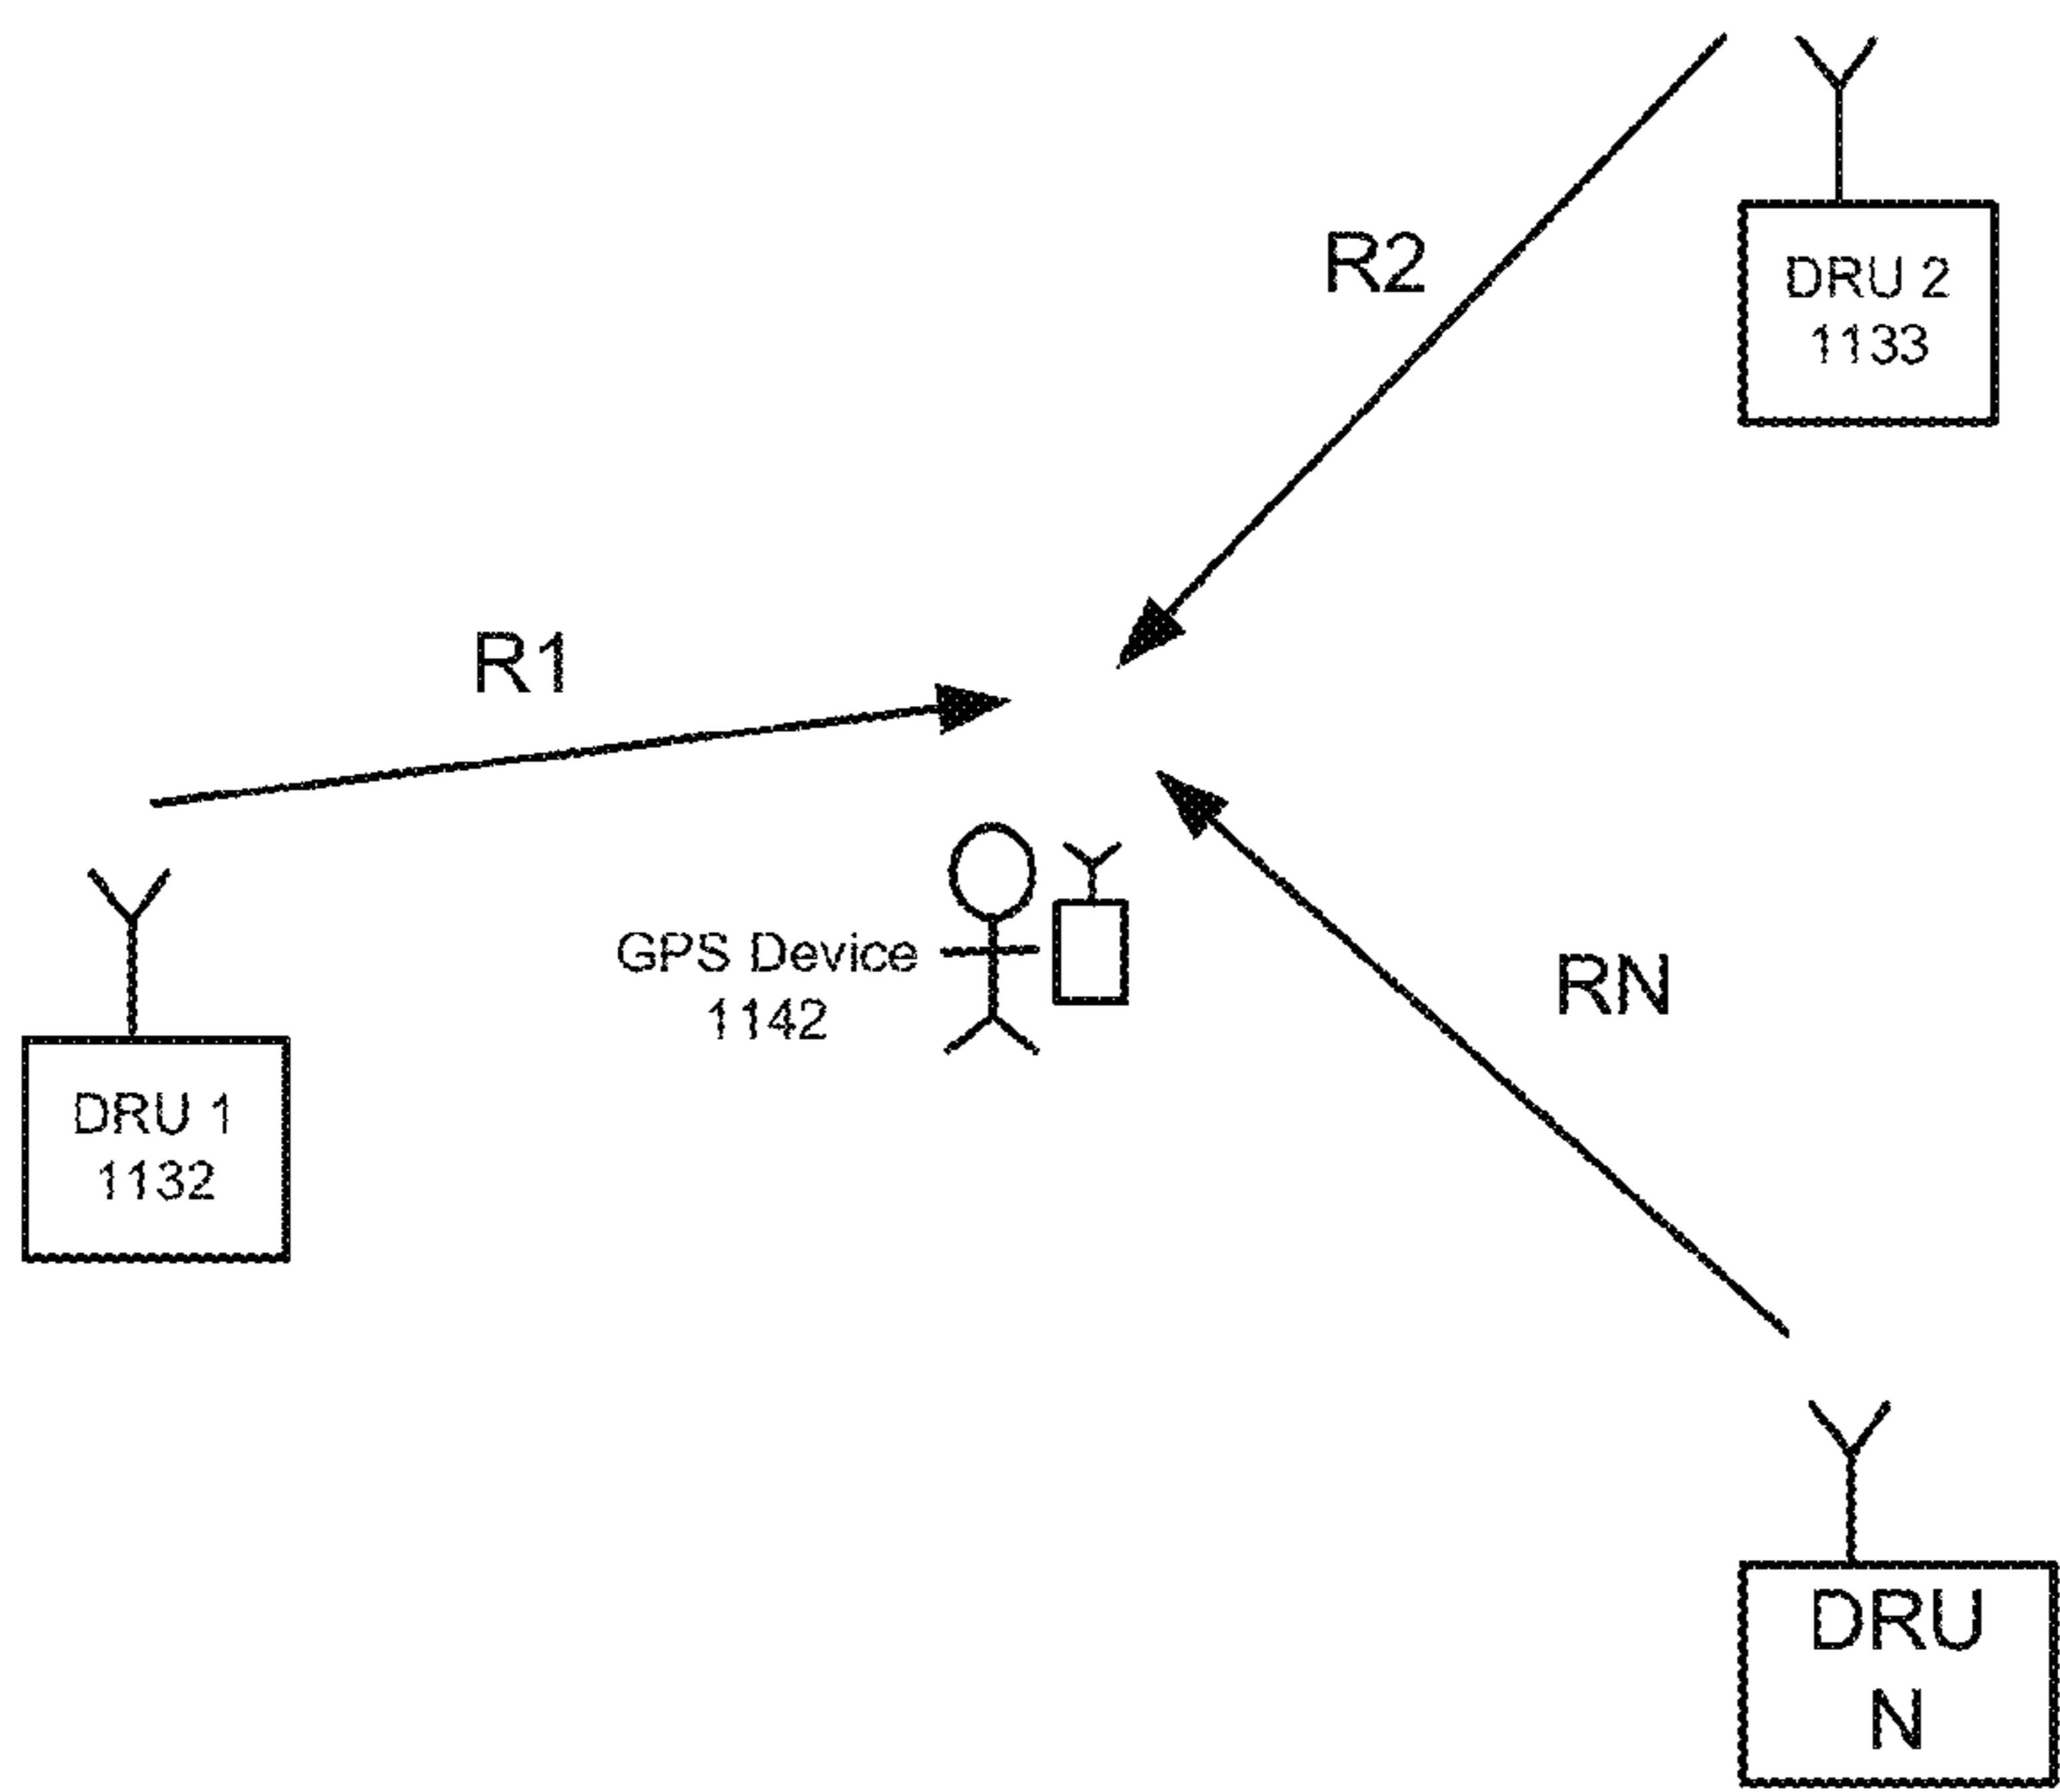 R2
DRU 2
1133
R1
GPS Device
1142
RN
DRU 1
1132
DRU
N